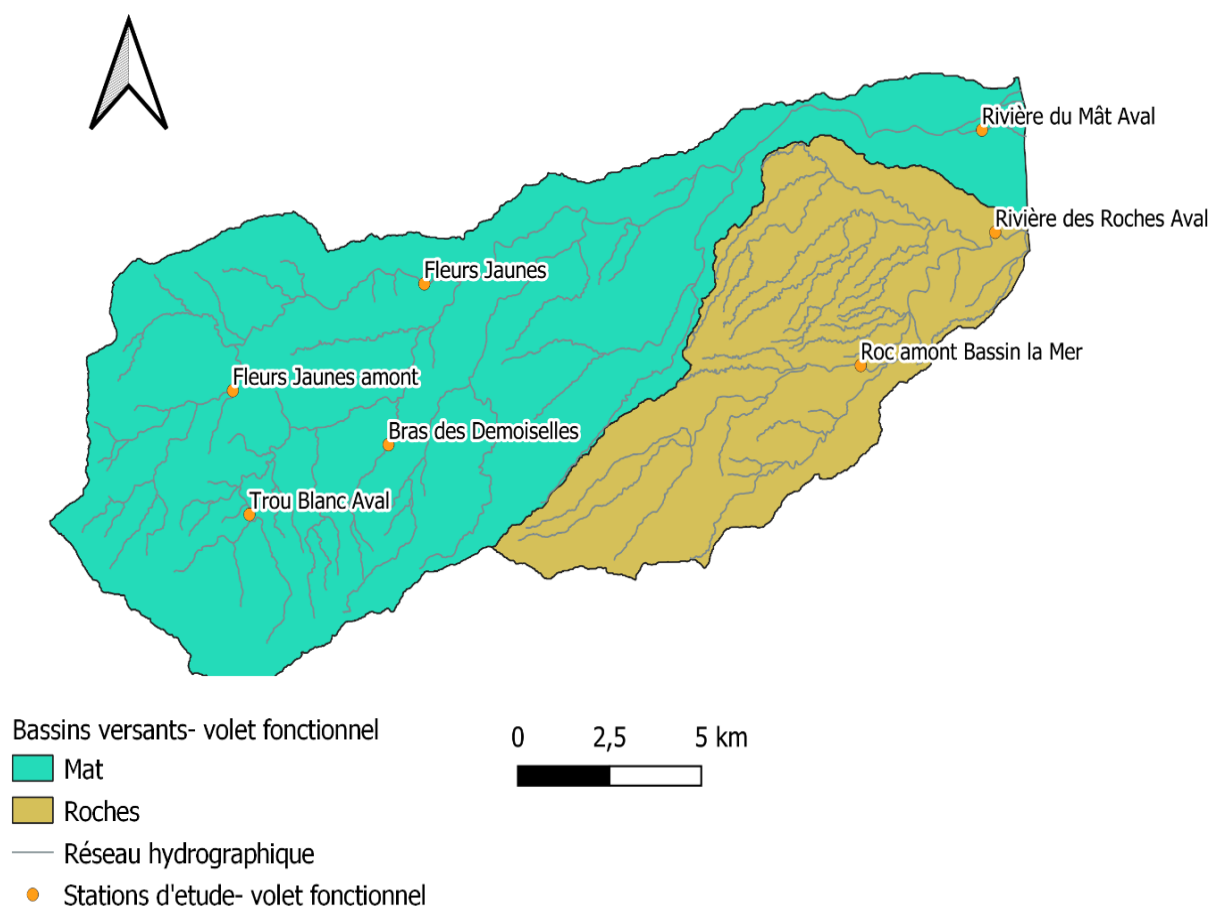 Rivière du Mât Aval
Rivière des Roches Aval
Fleurs Jaunes
Roc amont Bassin la Mer
Fleurs Jaunes amont
Bras des Demoiselles
Trou Blanc Aval
Bassins versants- volet fonctionnel
0 2,5 5 km
Mat
Roches
Réseau hydrographique
Stations d'etude- volet fonctionnel